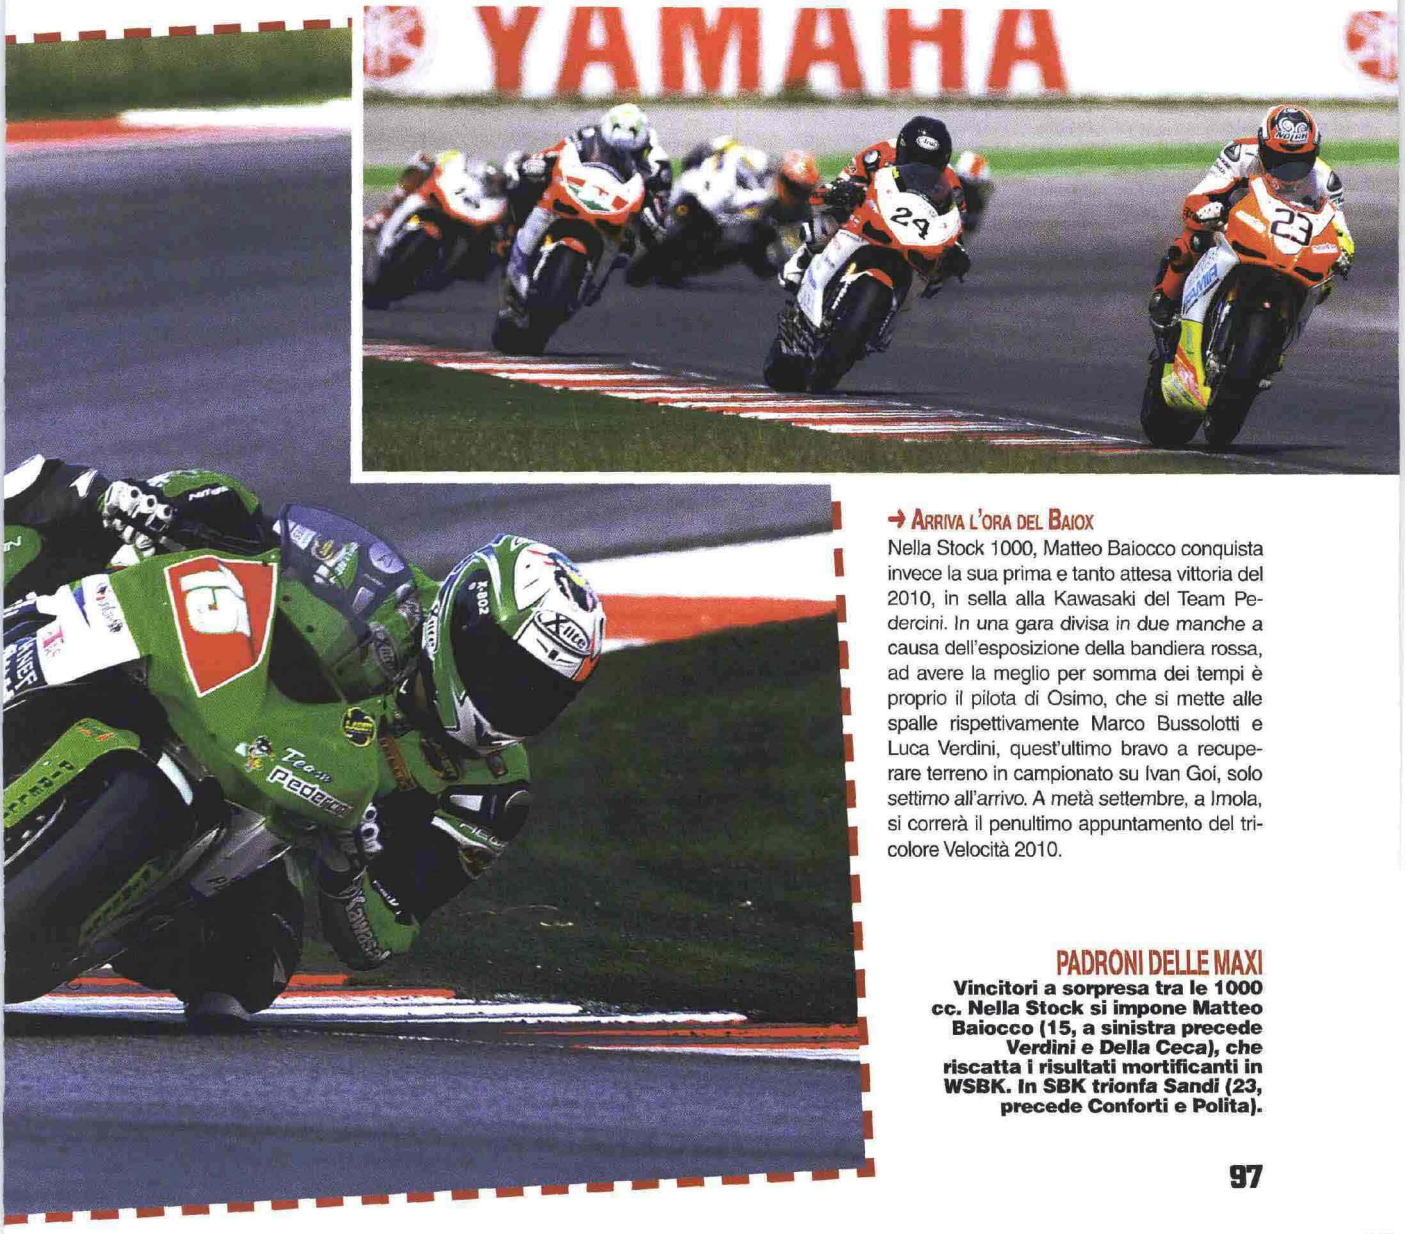 YAMAHA
24
23
NOLAN
→ ARRIVA L'ORA DEL BAIOX
Nella Stock 1000, Matteo Baiocco conquista
invece la sua prima e tanto attesa vittoria del
2010, in sella alla Kawasaki del Team Pe-
dercini. In una gara divisa in due manche a
causa dell'esposizione della bandiera rossa,
ad avere la meglio per somma dei tempi è
proprio il pilota di Osimo, che si mette alle
spalle rispettivamente Marco Bussolotti e
Luca Verdini, quest'ultimo bravo a recupe-
rare terreno in campionato su Ivan Goi, solo
settimo all'arrivo. A metà settembre, a Imola,
si correrà il penultimo appuntamento del tri-
colore Velocità 2010.
X-802
X-lite
Team
Pedercini
Kawasaki
PADRONI DELLE MAXI
Vincitori a sorpresa tra le 1000
cc. Nella Stock si impone Matteo
Baiocco (15, a sinistra precede
Verdini e Della Ceca), che
riscatta i risultati mortificanti in
WSBK. In SBK trionfa Sandi (23,
precede Conforti e Polita).
97